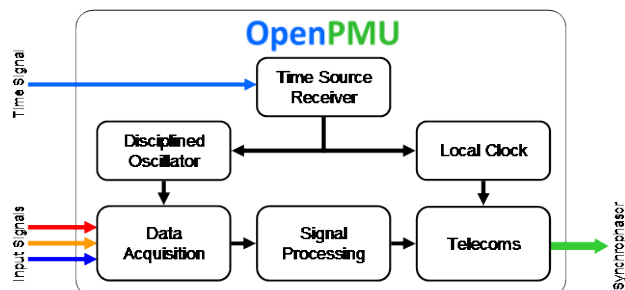 OpenPMU
Time Signal
Time Source
Receiver
Disciplined
Oscillator
Local Clock
Input Signals
Data
Acquisition
Signal
Processing
Telecoms
Synchrophasor